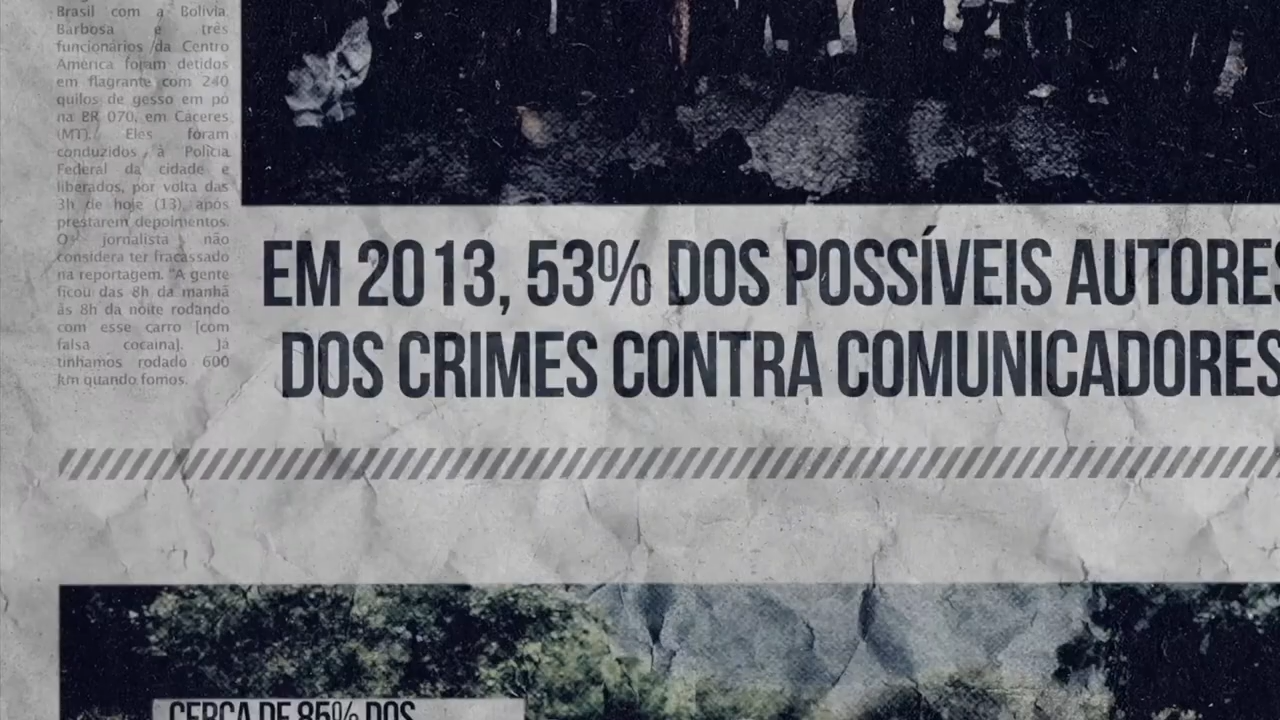 Brasil com a Bolívia.
Barbosa e três
funcionários da Centro
América foram detidos
em flagrante com 240
quilos de gesso em pó
na BR 070, em Cáceres
(MT). Eles foram
conduzidos à Polícia
Federal da cidade e
liberados, por volta das
3h de hoje (13), após
prestarem depoimentos.
O jornalista não
considera ter fracassado
na reportagem. "A gente
ficou das 8h da manhã
às 8h da noite rodando
com esse carro [com
falsa cocaína]. Já
tínhamos rodado 600
km quando fomos.
EM 2013, 53% DOS POSSÍVEIS AUTORES
DOS CRIMES CONTRA COMUNICADORES
CERCA DE 85% DOS